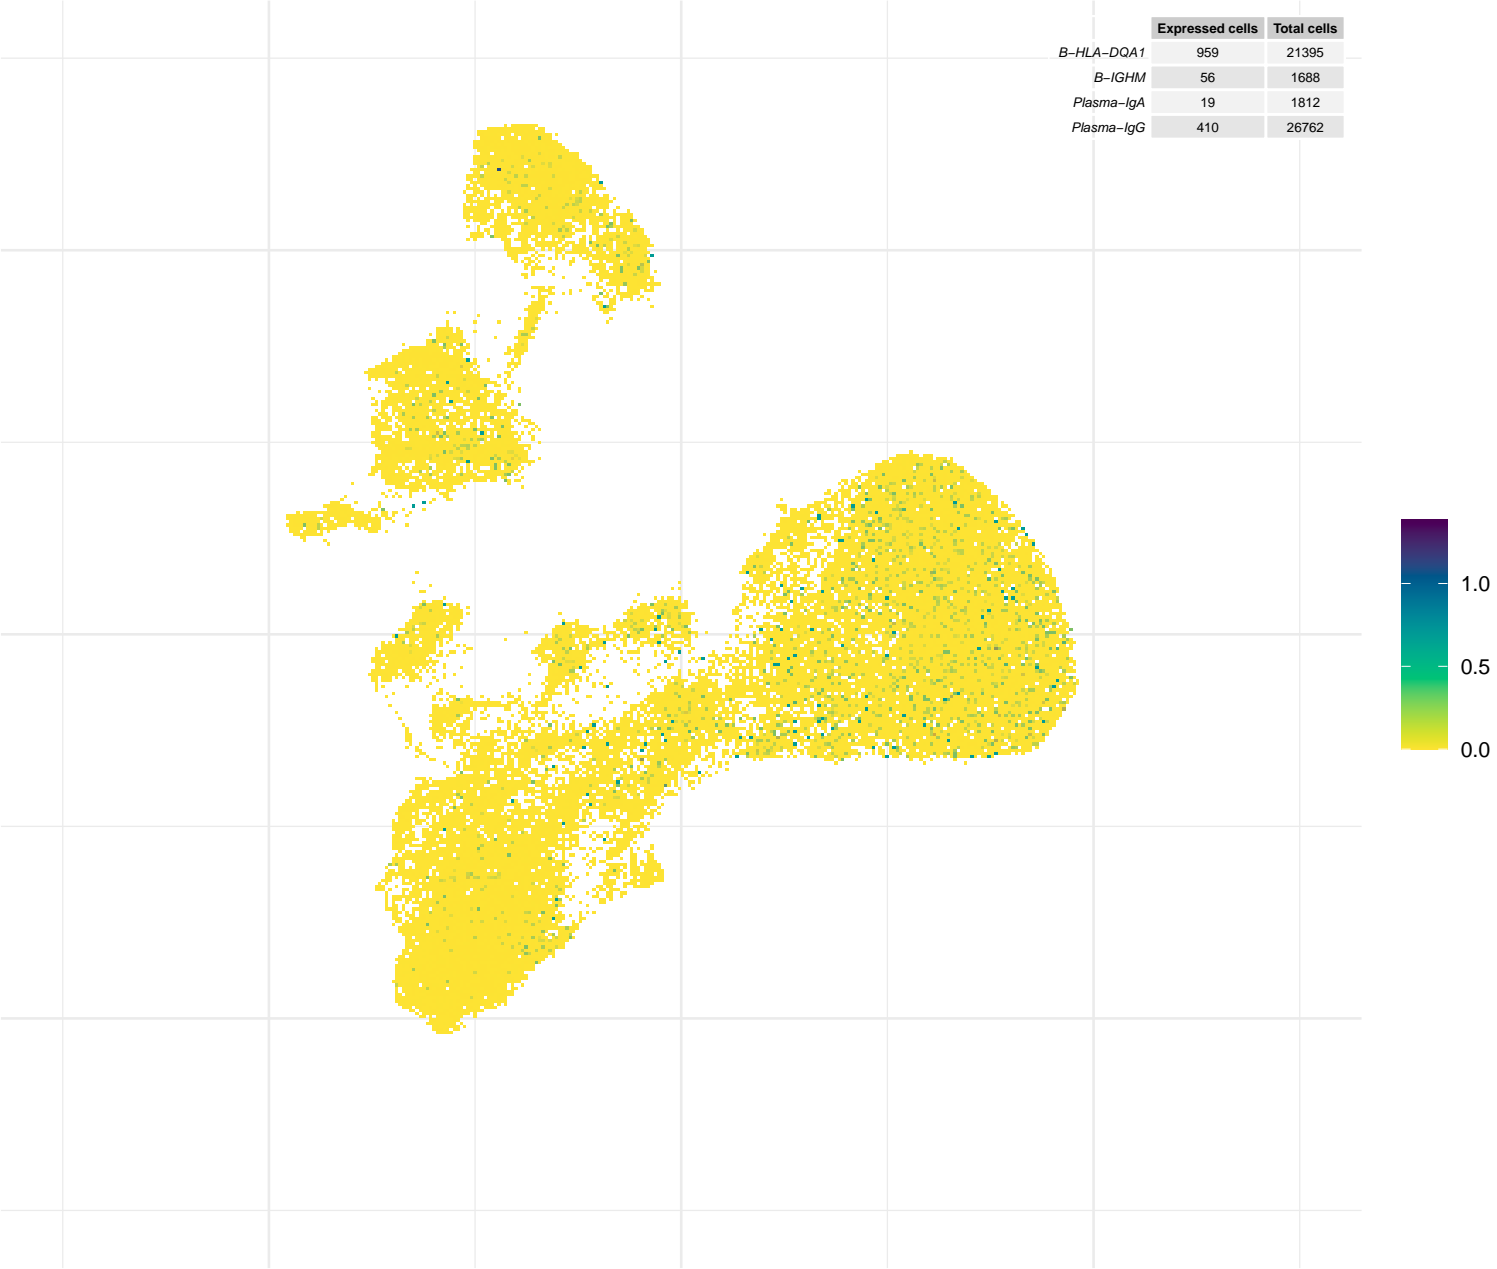 Expressed cells Total cells
B–HLA–DQA1 959 21395
B–IGHM 56 1688
Plasma–IgA 19 1812
Plasma–IgG 410 26762
1.0
0.5
0.0